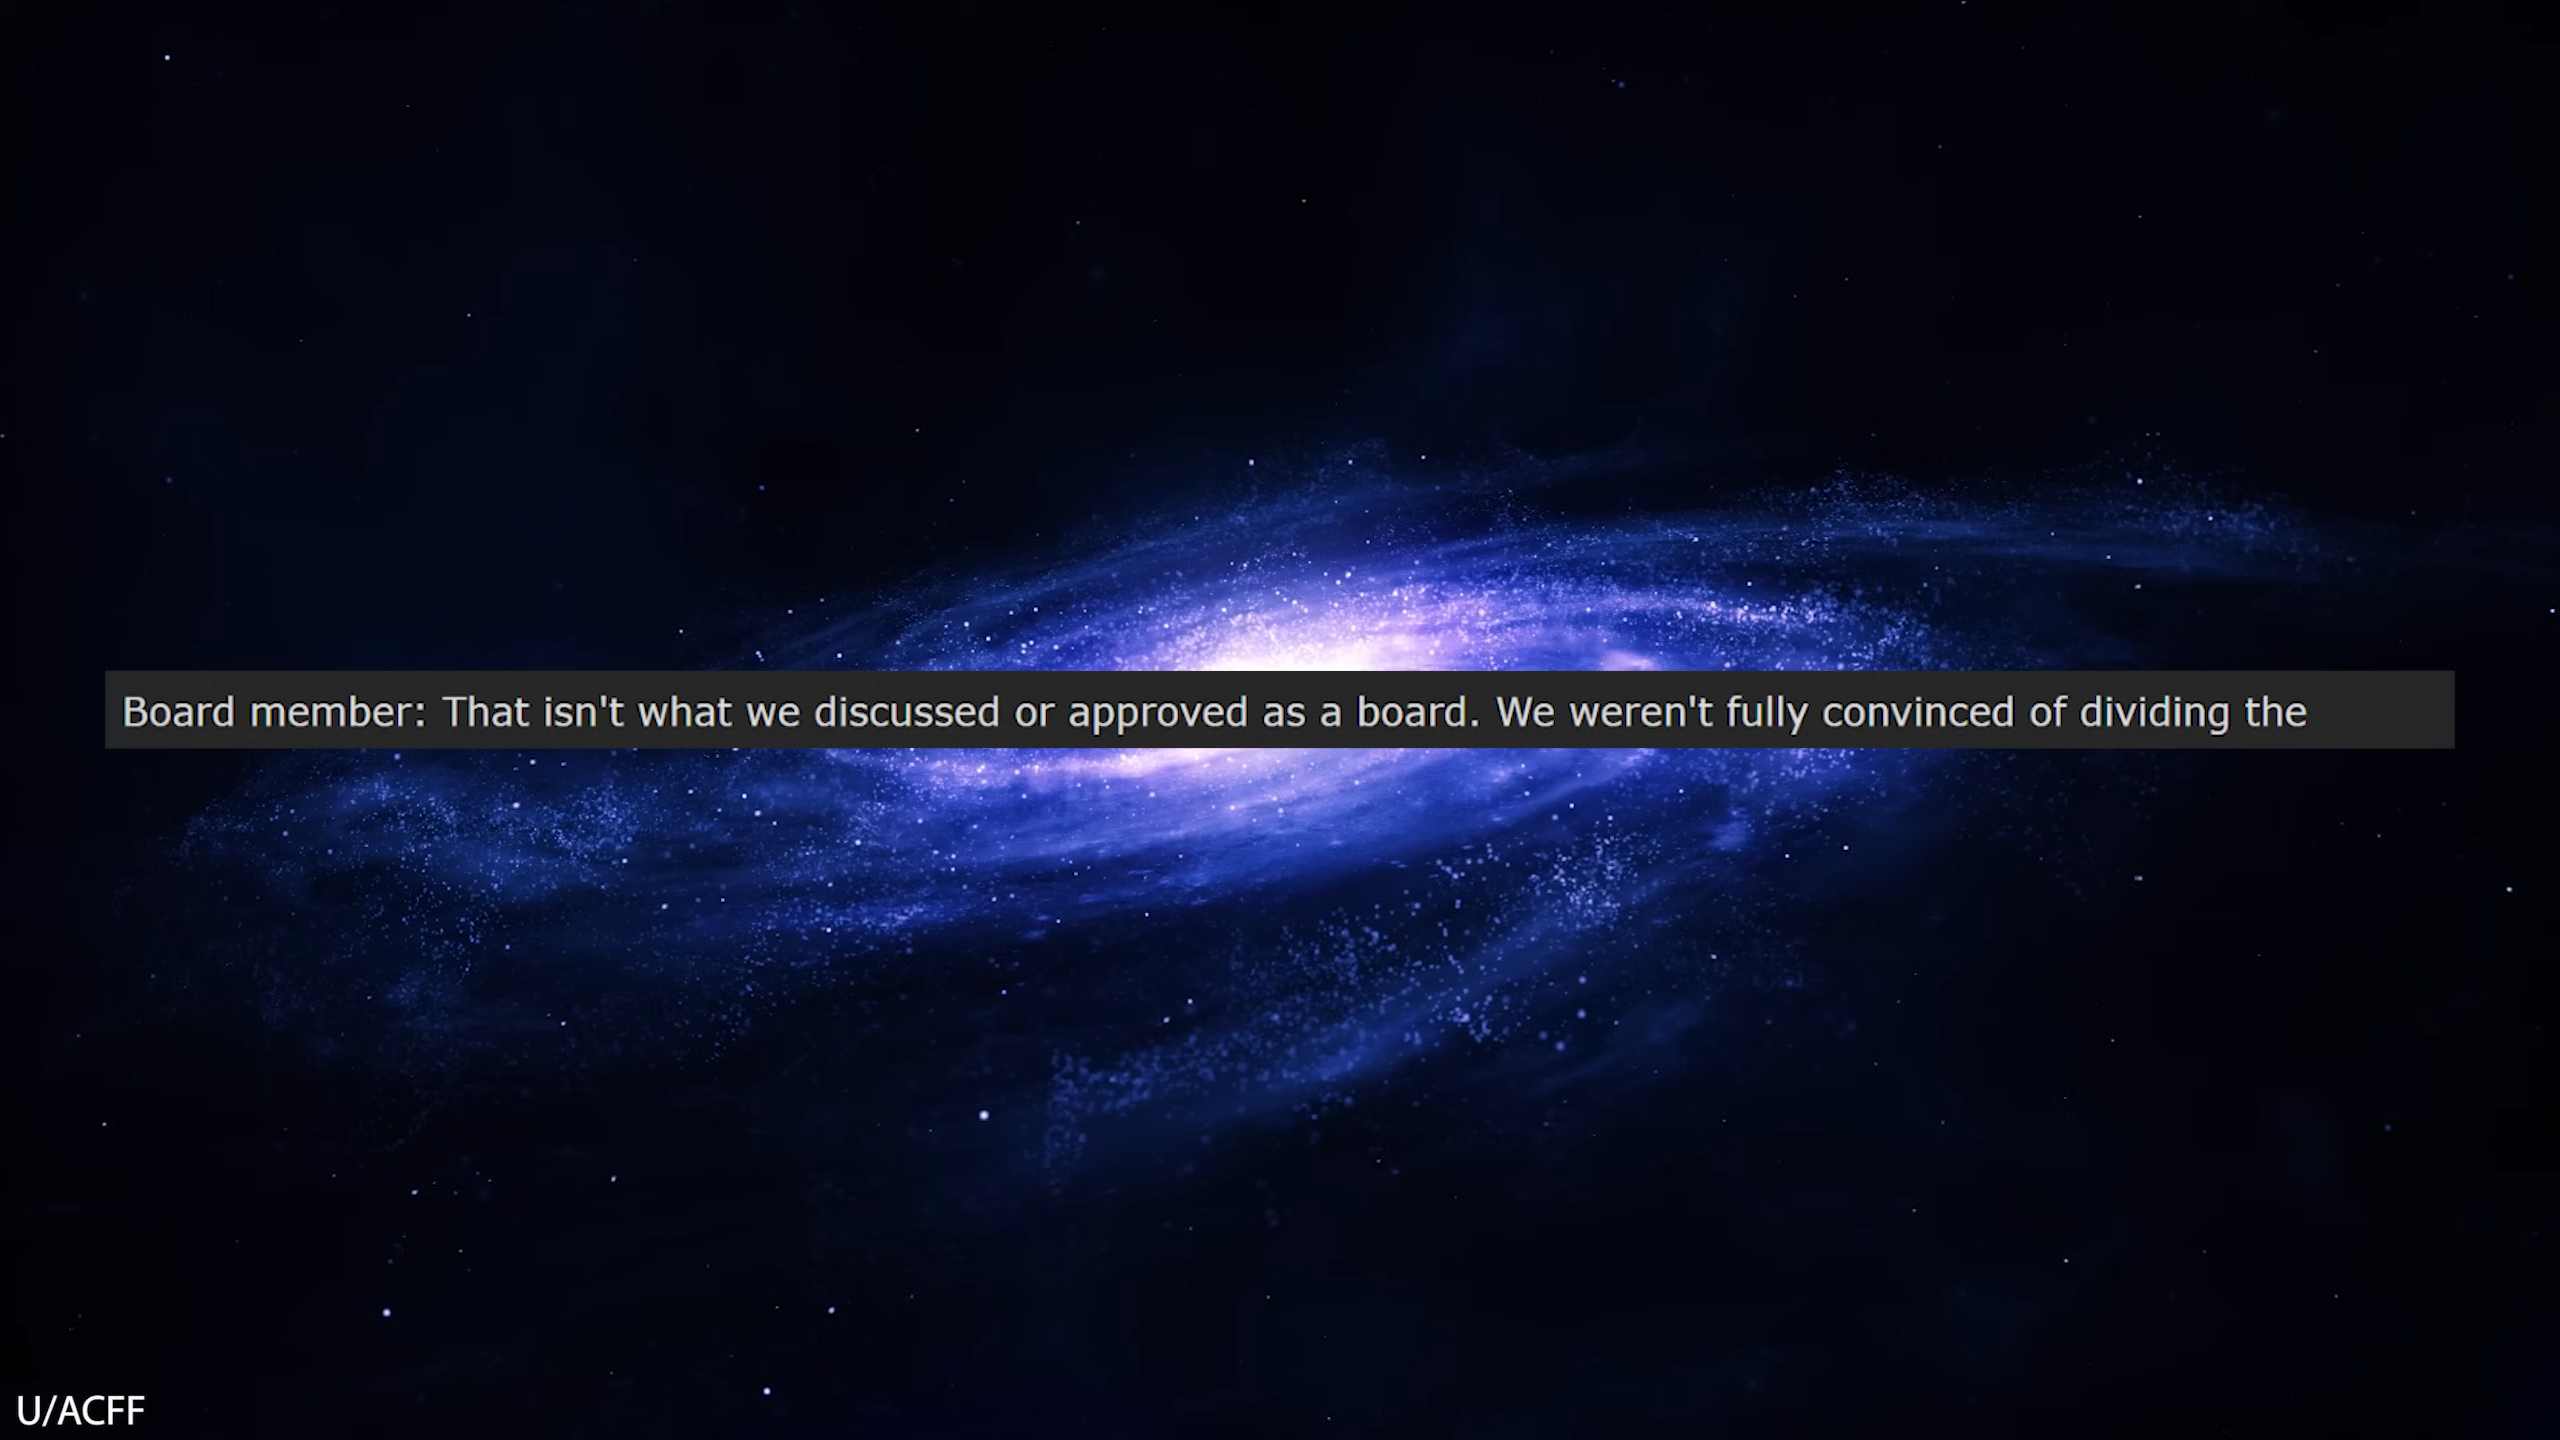 Board member: That isn't what we discussed or approved as a board. We weren't fully convinced of dividing the
U/ACFF